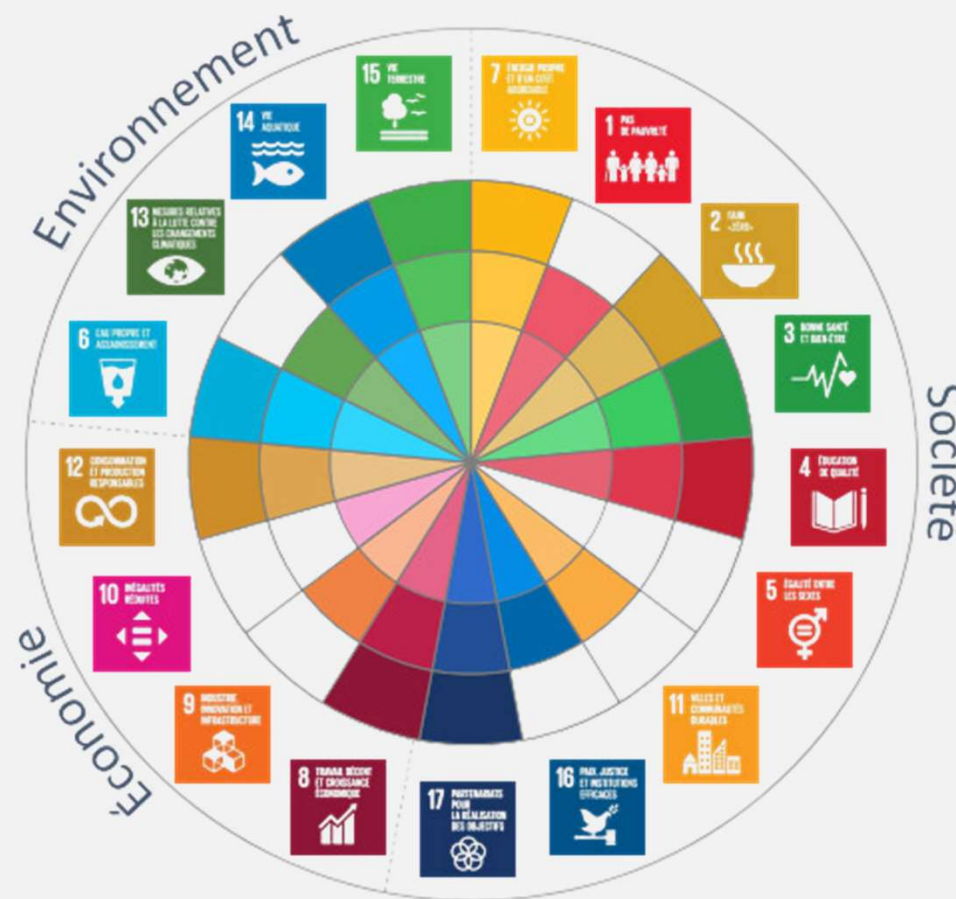 Environnement
Société
Économie
15 VIE
TERRESTRE
7 ÉNERGIE PROPRE
ET D'UN COÛT
ABORDABLE
1 PAS
DE PAUVRETÉ
2 FAIM
«ZÉRO»
3 BONNE SANTÉ
ET BIEN-ÊTRE
4 ÉDUCATION
DE QUALITÉ
5 ÉGALITÉ ENTRE
LES SEXES
11 VILLES ET
COMMUNAUTÉS
DURABLES
16 PAIX, JUSTICE
ET INSTITUTIONS
EFFICACES
17 PARTENARIATS
POUR
LA RÉALISATION
DES OBJECTIFS
8 TRAVAIL DÉCENT
ET CROISSANCE
ÉCONOMIQUE
9 INDUSTRIE
INNOVATION ET
INFRASTRUCTURE
10 INÉGALITÉS
RÉDUITES
12 CONSOMMATION
ET PRODUCTION
RESPONSABLES
6 EAU PROPRE ET
ASSAINISSEMENT
13 MESURES RELATIVES
À LA LUTTE CONTRE
LES CHANGEMENTS
CLIMATIQUES
14 VIE
AQUATIQUE